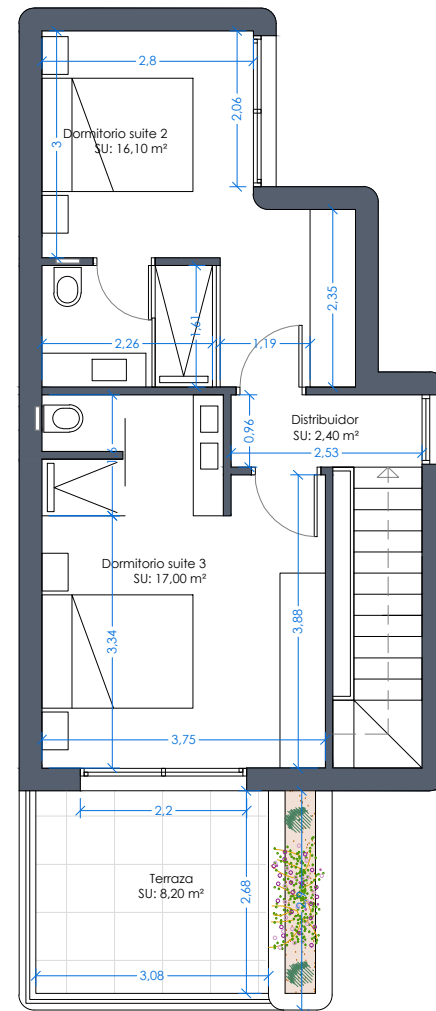 2,8
2,06
3
Dormitorio suite 2
SU: 16,10 m²
2,35
1,61
2,26
1,19
0,96
Distribuidor
SU: 2,40 m²
2,53
Dormitorio suite 3
SU: 17,00 m²
3,34
3,88
3,75
2,2
Terraza
SU: 8,20 m²
2,68
3,08